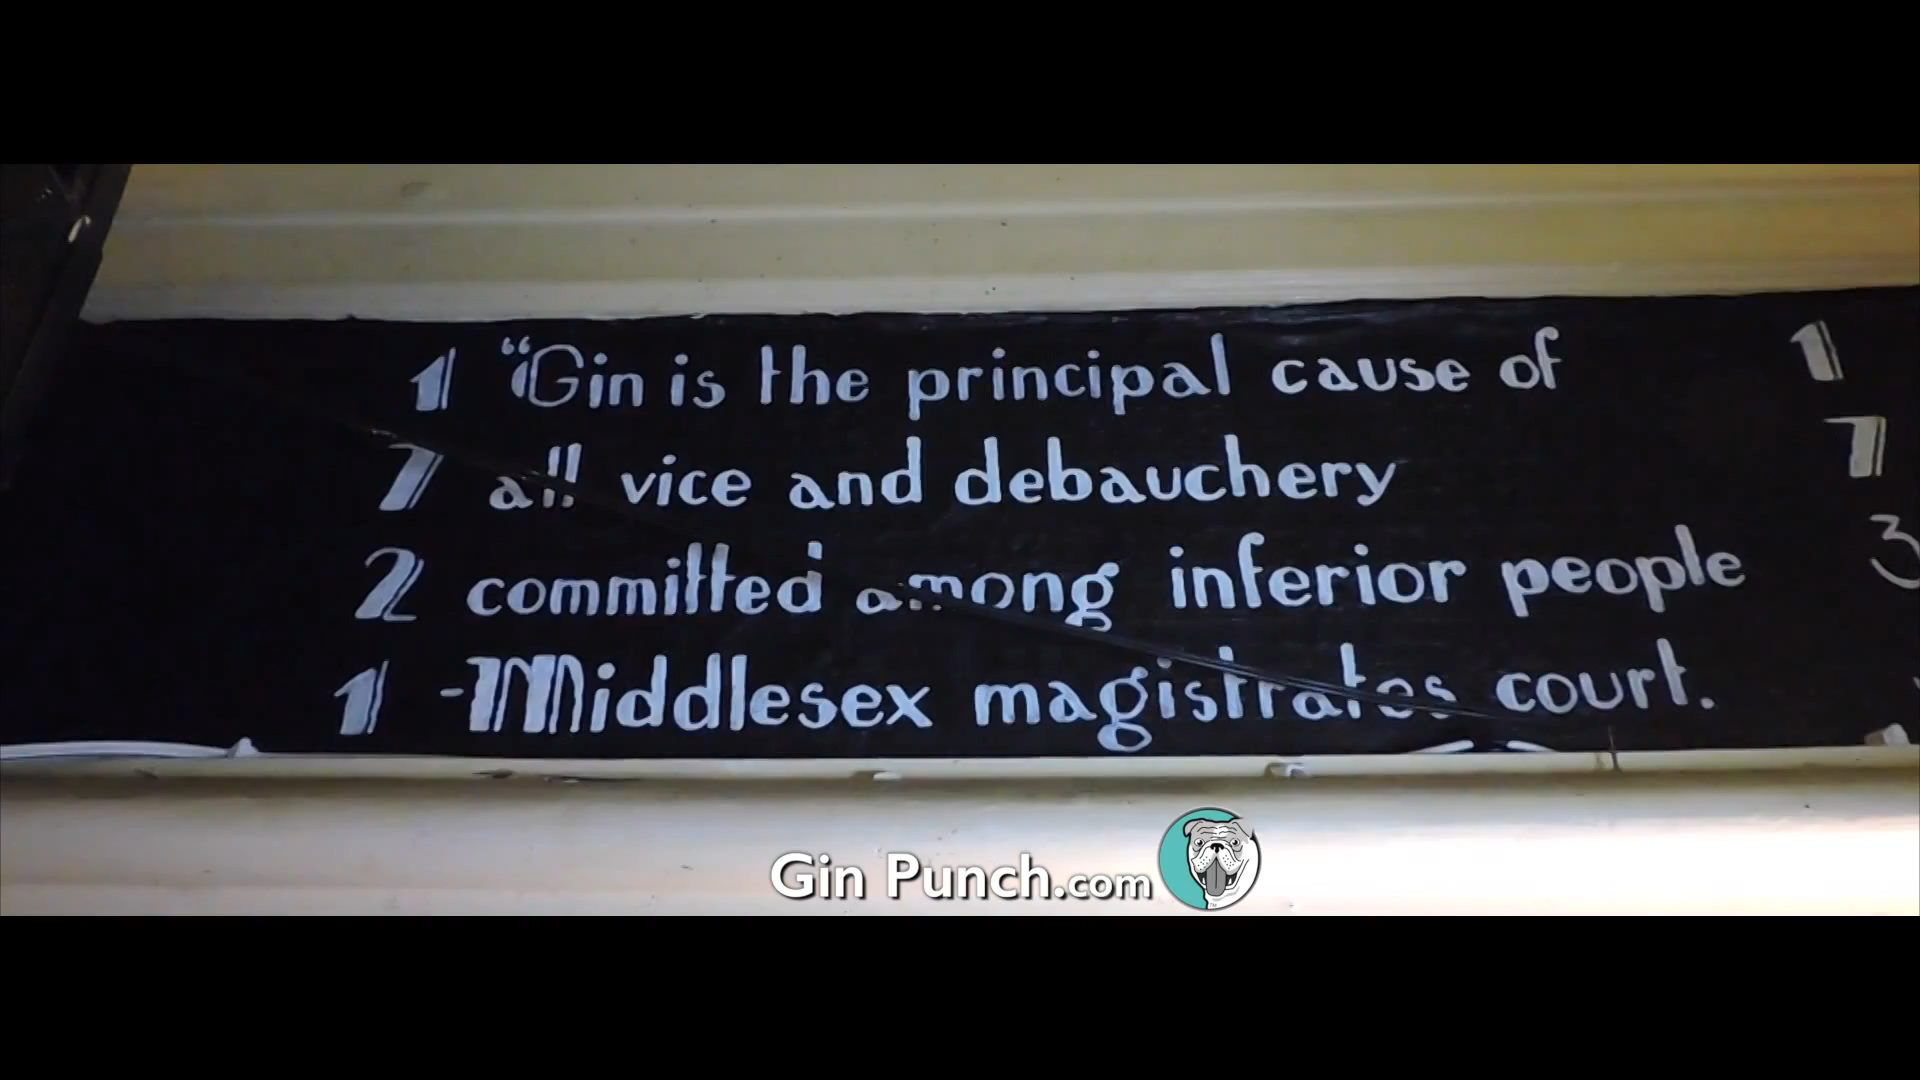 1 “Gin is the principal cause of 1
7 all vice and debauchery 7
2 committed among inferior people 3
1 -Middlesex magistrates court.
Gin Punch.com